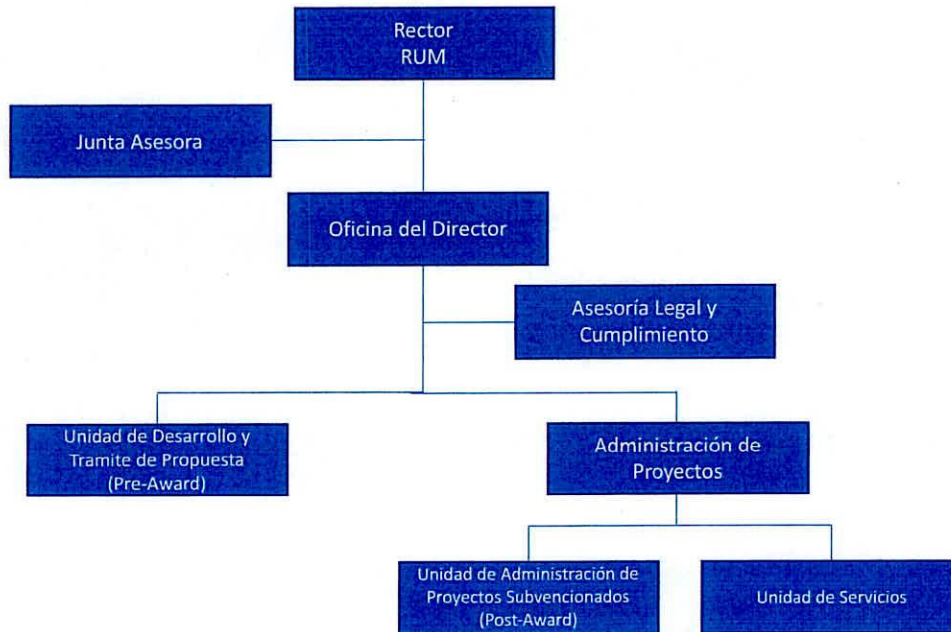 Rector
RUM
Junta Asesora
Oficina del Director
Asesoría Legal y
Cumplimiento
Unidad de Desarrollo y
Tramite de Propuesta
(Pre-Award)
Administración de
Proyectos
Unidad de Administración de
Proyectos Subvencionados
(Post-Award)
Unidad de Servicios